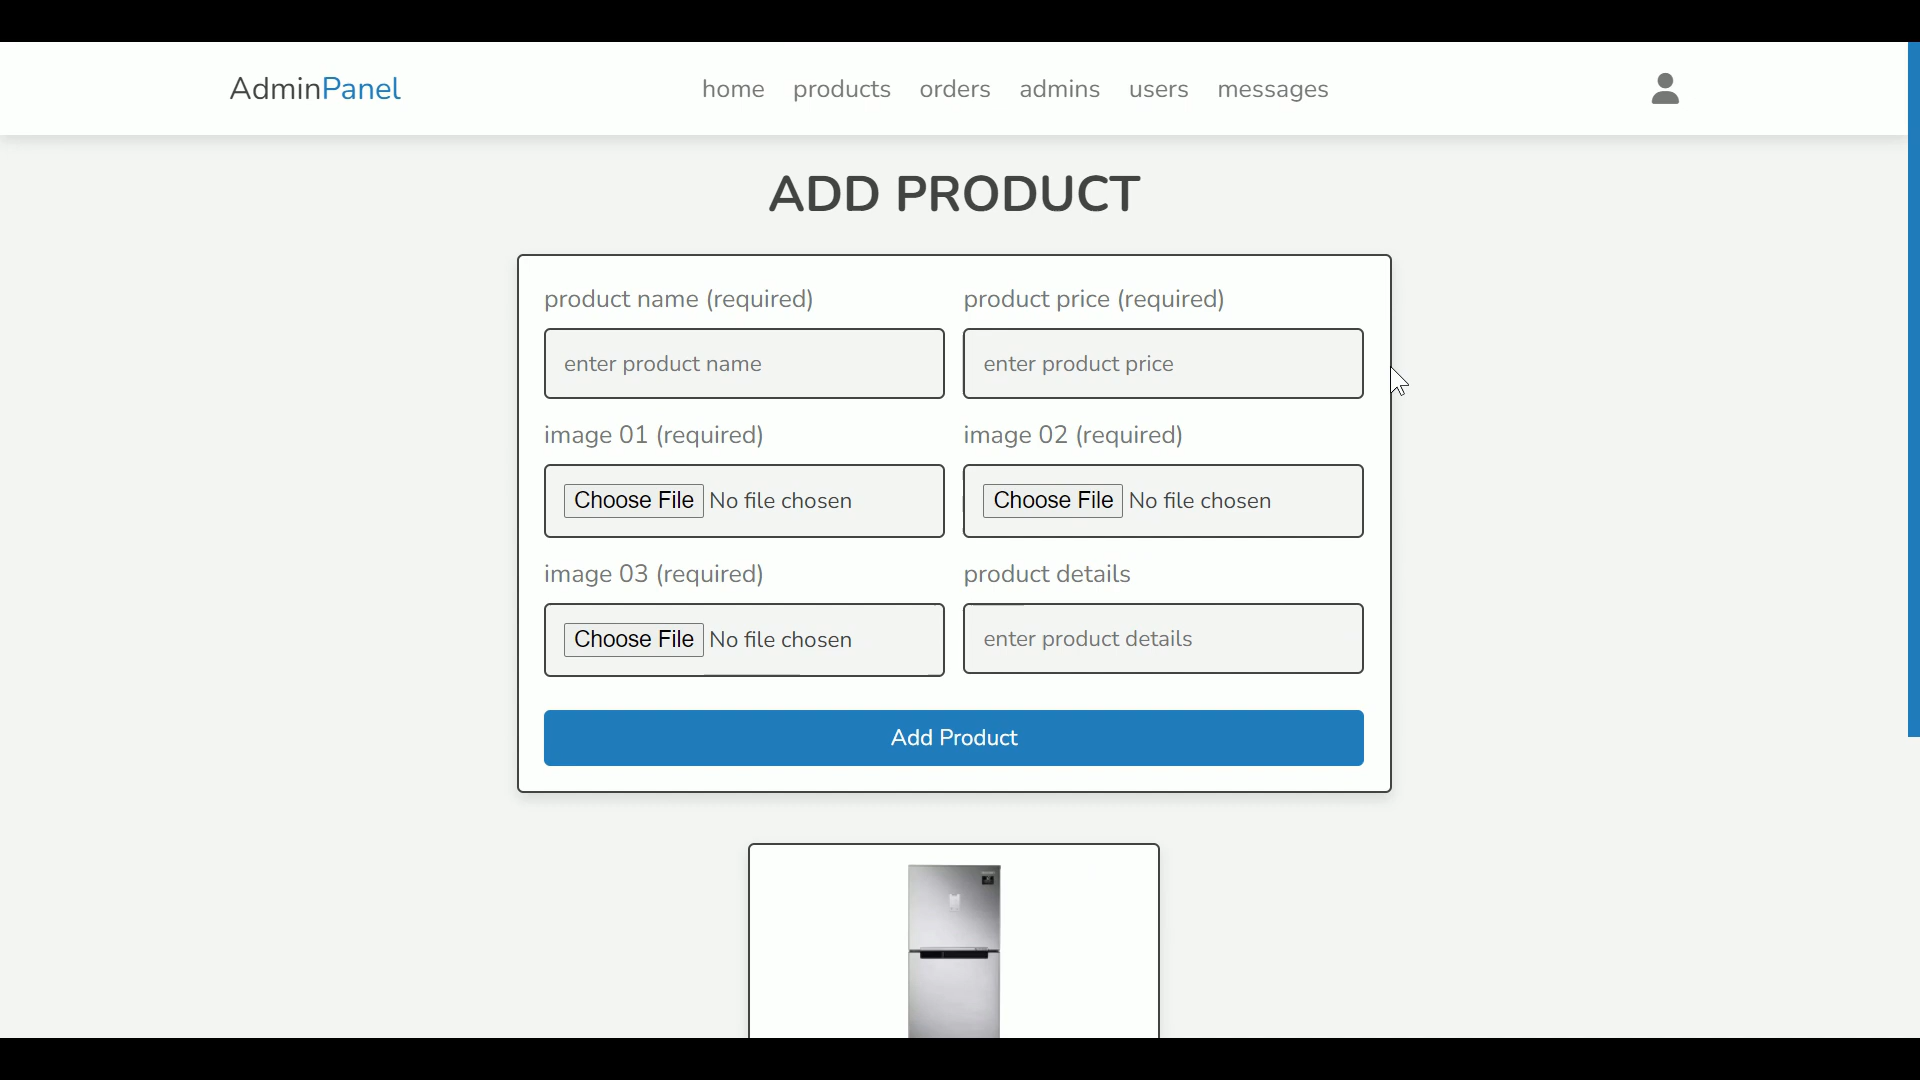 AdminPanel home products orders admins users messages
ADD PRODUCT
product name (required) product price (required)
enter product name enter product price
image 01 (required) image 02 (required)
Choose File No file chosen Choose File No file chosen
image 03 (required) product details
Choose File No file chosen enter product details
Add Product